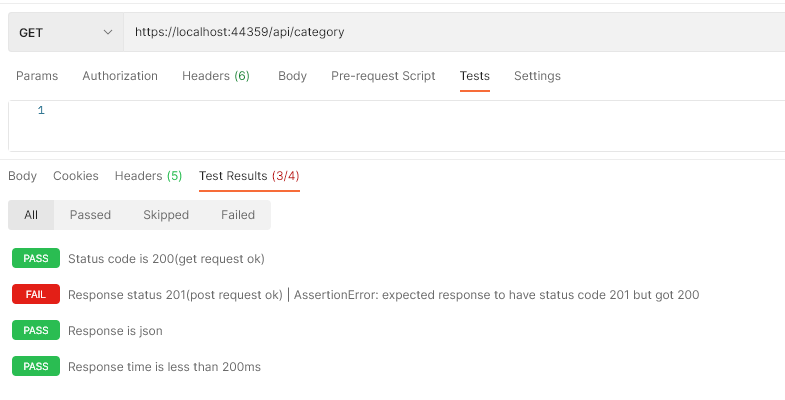 GET https://localhost:44359/api/category
Params Authorization Headers (6) Body Pre-request Script Tests Settings
1
Body Cookies Headers (5) Test Results (3/4)
All Passed Skipped Failed
PASS Status code is 200(get request ok)
FAIL Response status 201(post request ok) | AssertionError: expected response to have status code 201 but got 200
PASS Response is json
PASS Response time is less than 200ms